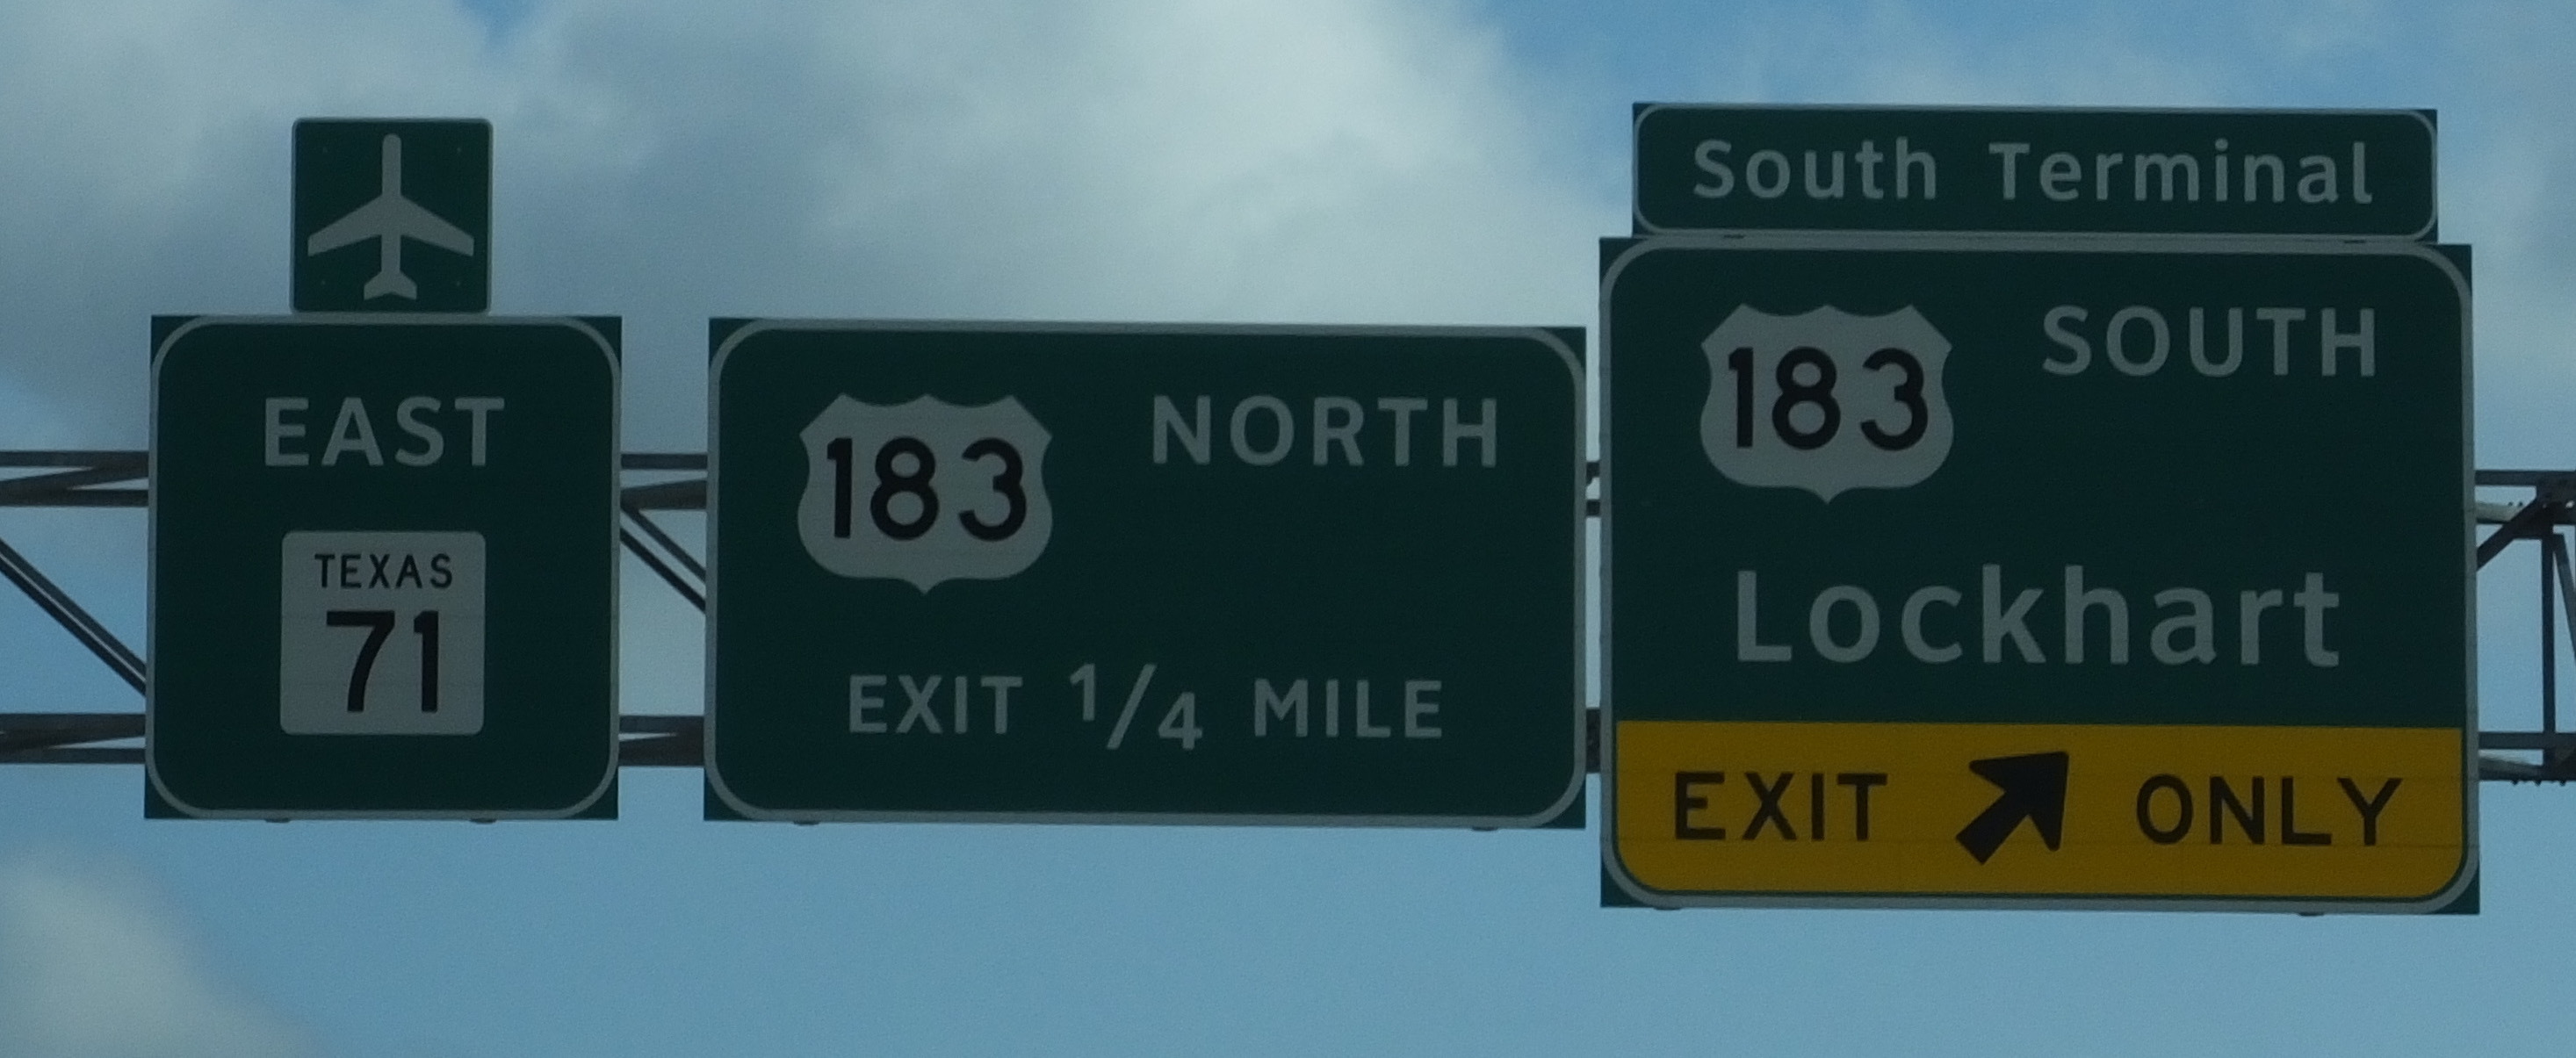 EAST
TEXAS
71
183 NORTH
EXIT 1/4 MILE
South Terminal
183 SOUTH
Lockhart
EXIT ONLY